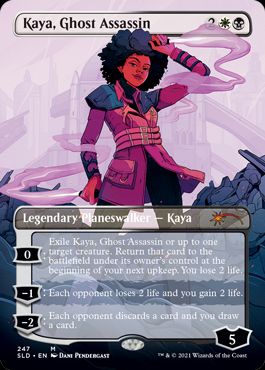 Kaya, Ghost Assassin 2
Legendary Planeswalker — Kaya
0
Exile Kaya, Ghost Assassin or up to one
target creature. Return that card to the
battlefield under its owner's control at the
beginning of your next upkeep. You lose 2 life.
-1
Each opponent loses 2 life and you gain 2 life.
-2
Each opponent discards a card and you draw
a card.
5
247 M
SLD • EN Dani Pendergast
™ & © 2021 Wizards of the Coast